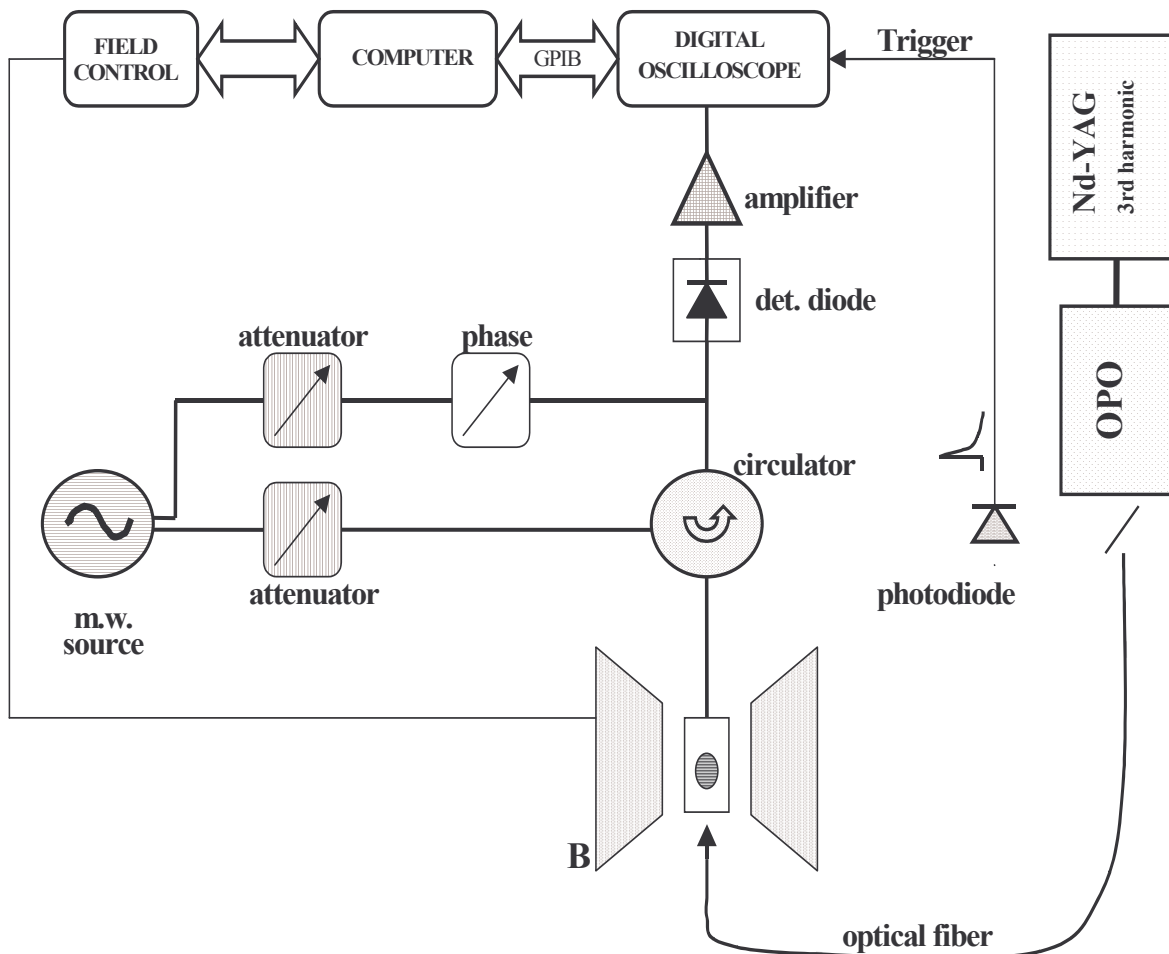 FIELD
CONTROL
COMPUTER
GPIB
DIGITAL
OSCILLOSCOPE
Trigger
Nd-YAG
3rd harmonic
amplifier
det. diode
attenuator
phase
OPO
circulator
attenuator
photodiode
m.w.
source
B
optical fiber